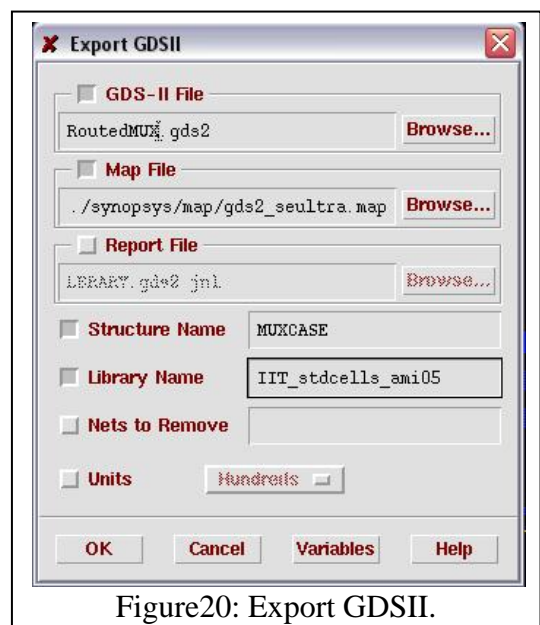 Export GDSII
GDS-II File
RoutedMUX.gds2 Browse...
Map File
./synopsys/map/gds2_seultra.map Browse...
Report File
LERARY.gds2 jnl Browse...
Structure Name MUXCASE
Library Name IIT_stdcells_ami05
Nets to Remove
Units Hundreds
OK Cancel Variables Help
Figure20: Export GDSII.